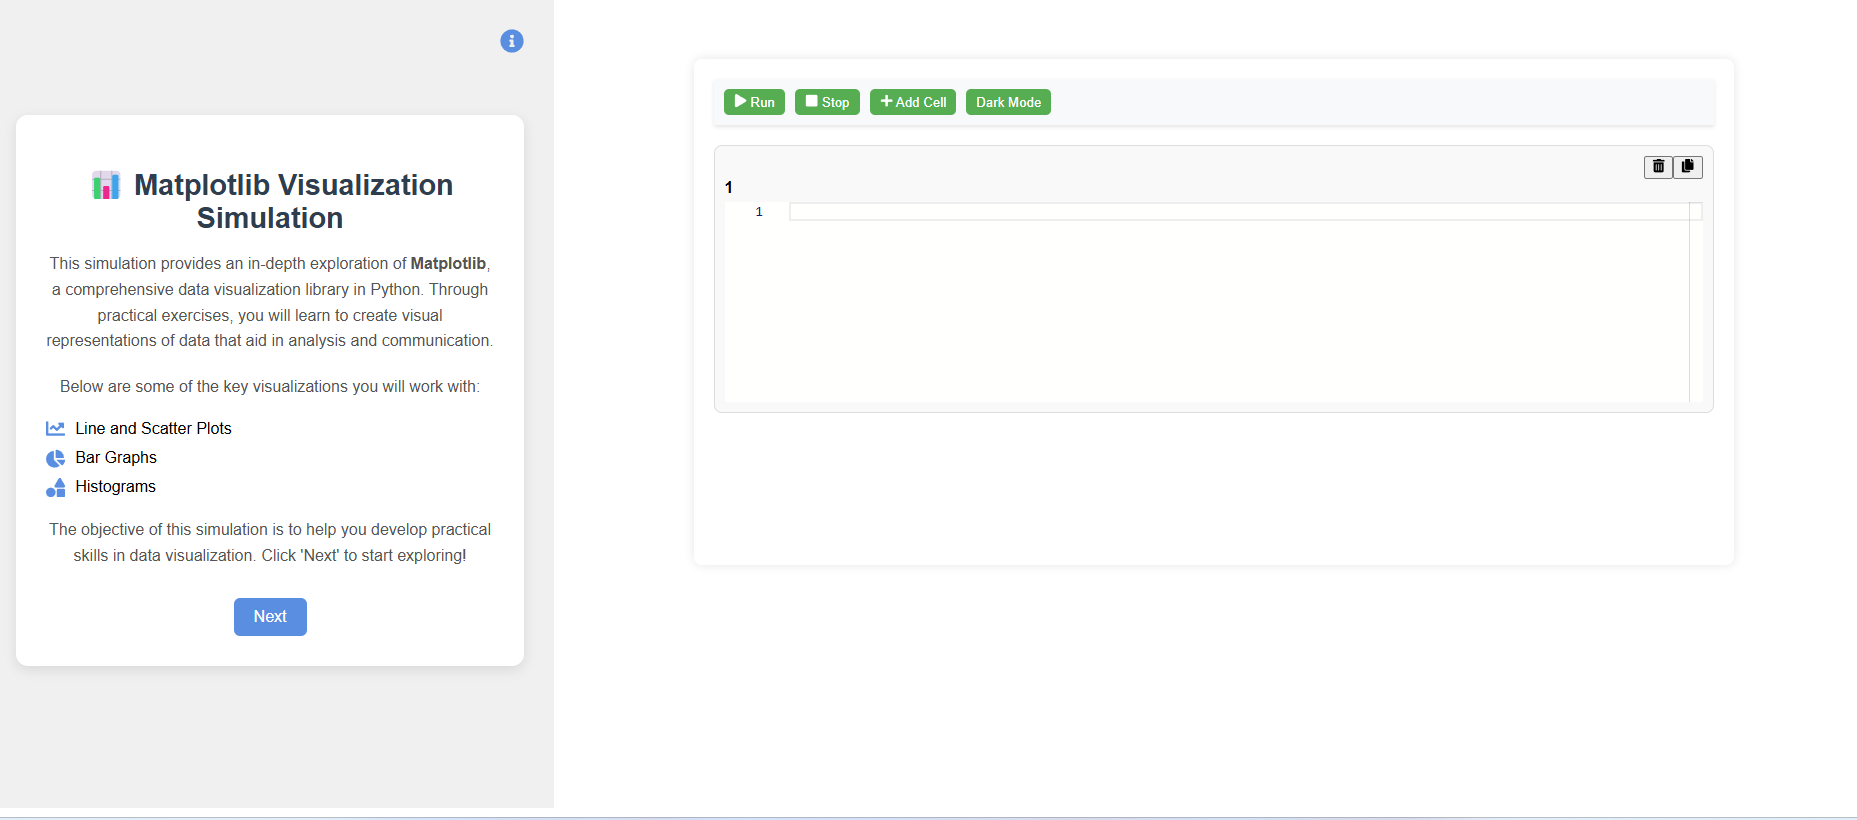 Matplotlib Visualization
Simulation
This simulation provides an in-depth exploration of Matplotlib,
a comprehensive data visualization library in Python. Through
practical exercises, you will learn to create visual
representations of data that aid in analysis and communication.
Below are some of the key visualizations you will work with:
Line and Scatter Plots
Bar Graphs
Histograms
The objective of this simulation is to help you develop practical
skills in data visualization. Click 'Next' to start exploring!
Next
Run Stop Add Cell Dark Mode
1
1